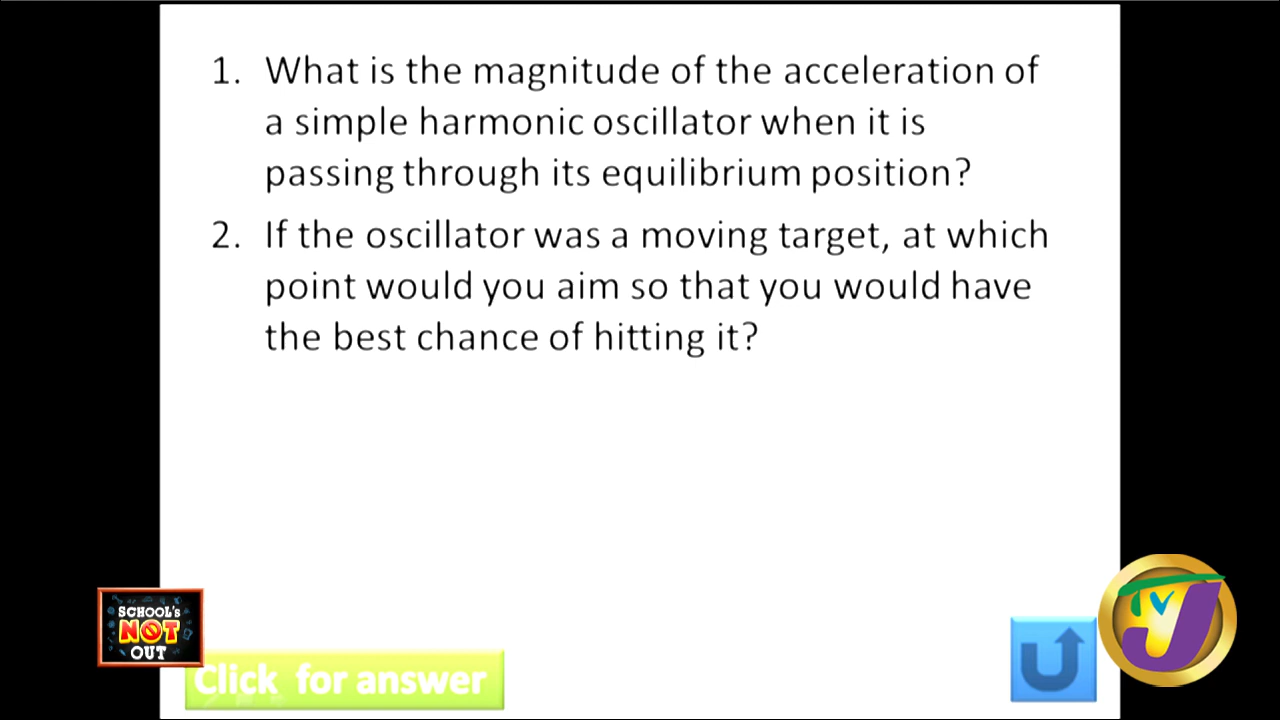 1. What is the magnitude of the acceleration of
a simple harmonic oscillator when it is
passing through its equilibrium position?
2. If the oscillator was a moving target, at which
point would you aim so that you would have
the best chance of hitting it?
SCHOOL'S
NOT
OUT
Click for answer
TVJ